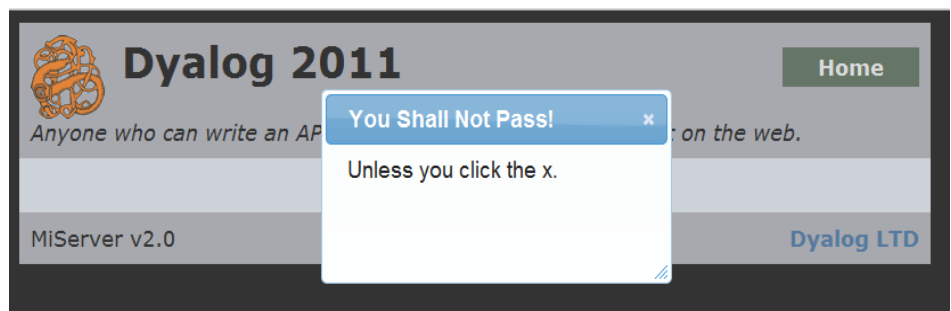 Dyalog 2011
Home
You Shall Not Pass! ×
Anyone who can write an AP on the web.
Unless you click the x.
MiServer v2.0
Dyalog LTD